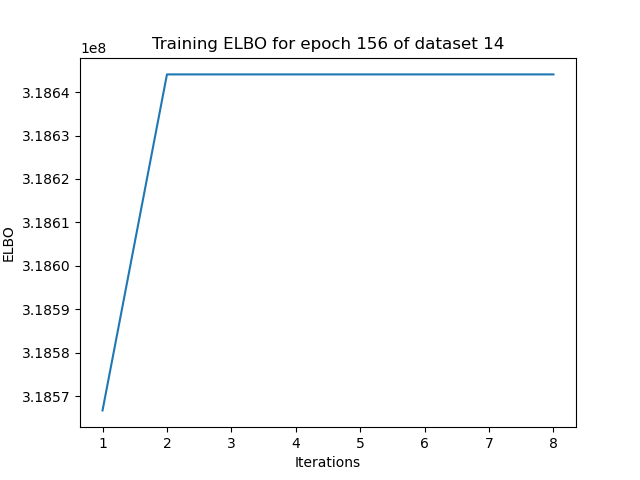 Training ELBO for epoch 156 of dataset 14
1e8
3.1864
3.1863
3.1862
3.1861
3.1860
3.1859
3.1858
3.1857
ELBO
1 2 3 4 5 6 7 8
Iterations